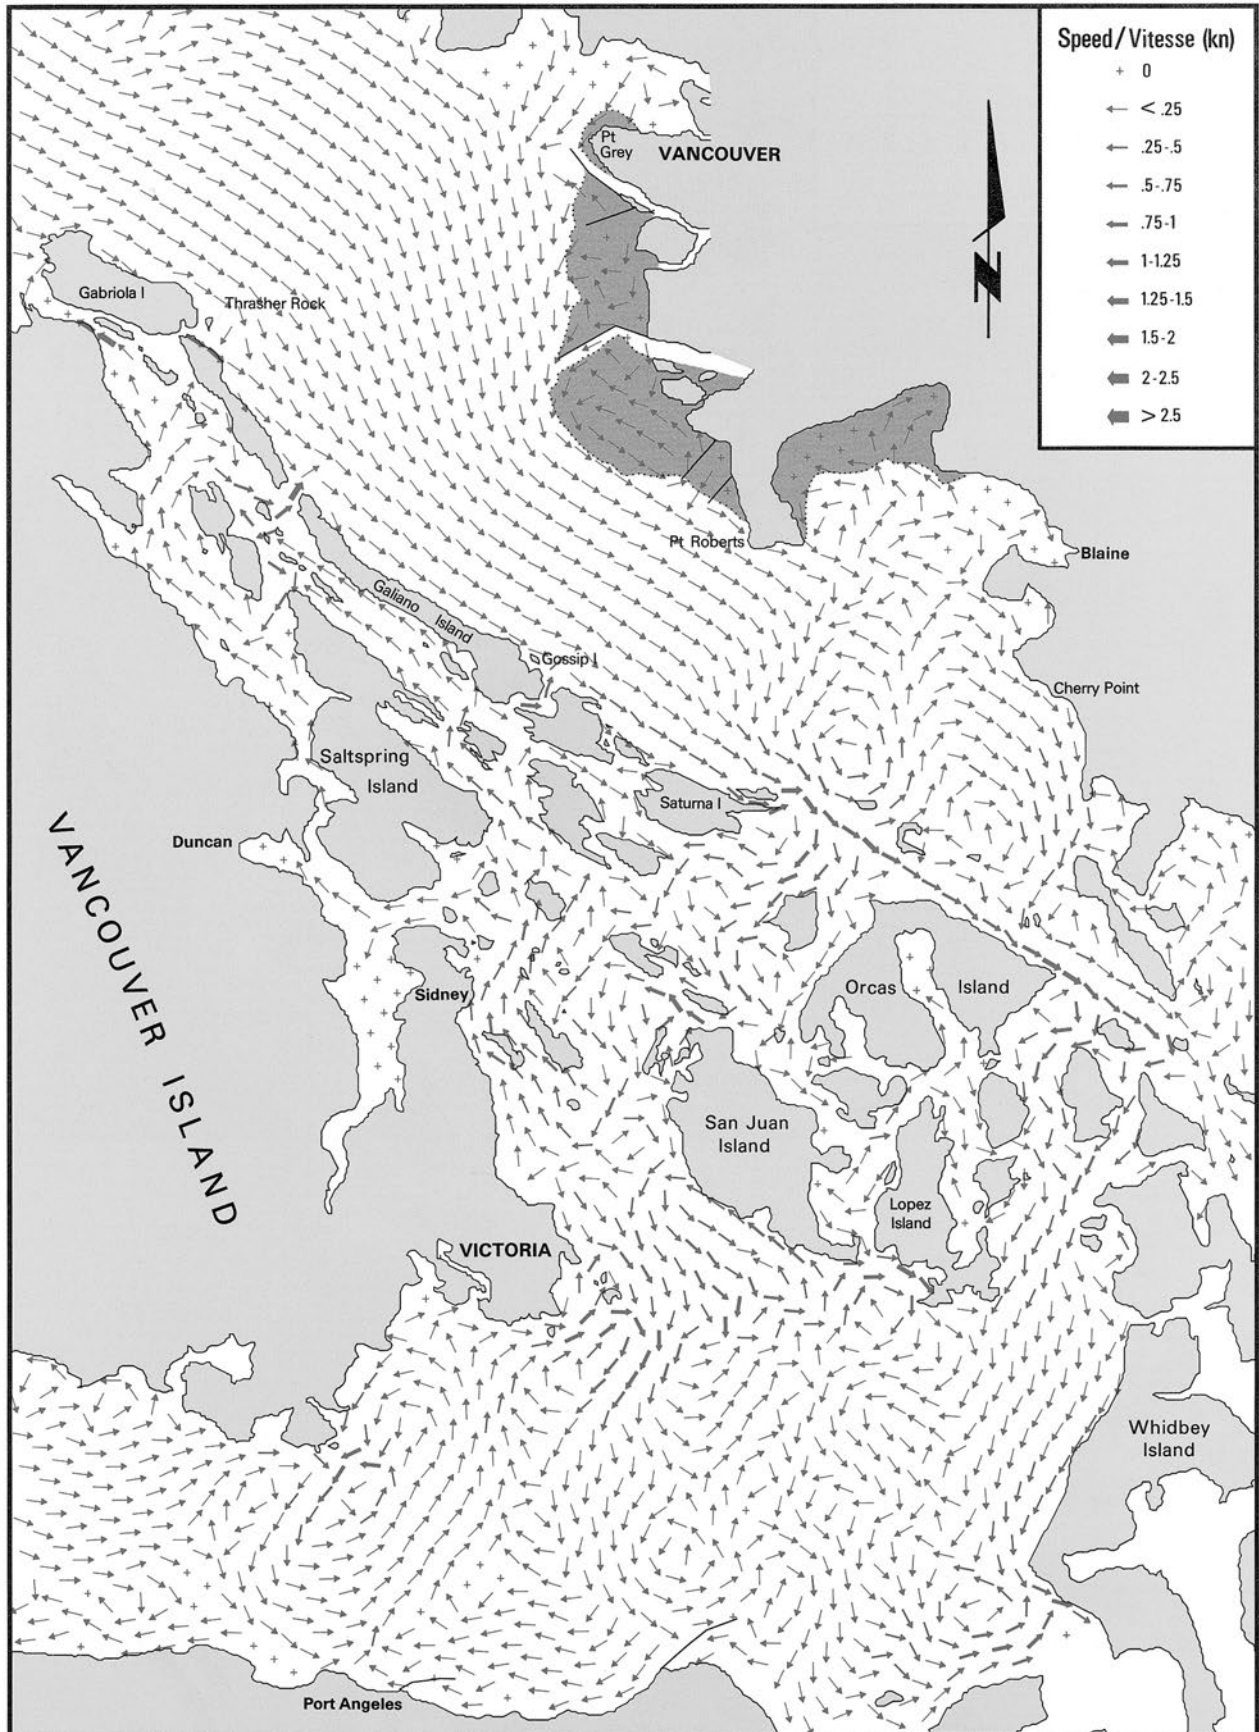 Speed/Vitesse (kn)
+ 0
< .25
.25-.5
.5-.75
.75-1
1-1.25
1.25-1.5
1.5-2
2-2.5
> 2.5
Pt
Grey
VANCOUVER
N
Gabriola I
Thrasher Rock
Pt Roberts
Blaine
Galiano
Island
Gossip I
Cherry Point
Saltspring
Island
Saturna I
Duncan
VANCOUVER ISLAND
Sidney
Orcas Island
San Juan
Island
Lopez
Island
VICTORIA
Whidbey
Island
Port Angeles